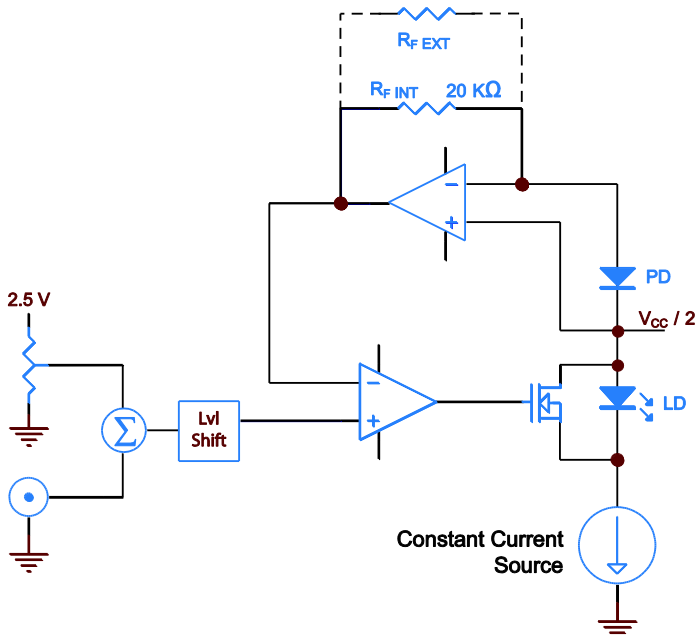 R_F EXT
R_F INT 20 KΩ
−
+
PD
2.5 V
V_CC / 2
−
+
LD
Σ
Lvl
Shift
Constant Current
Source